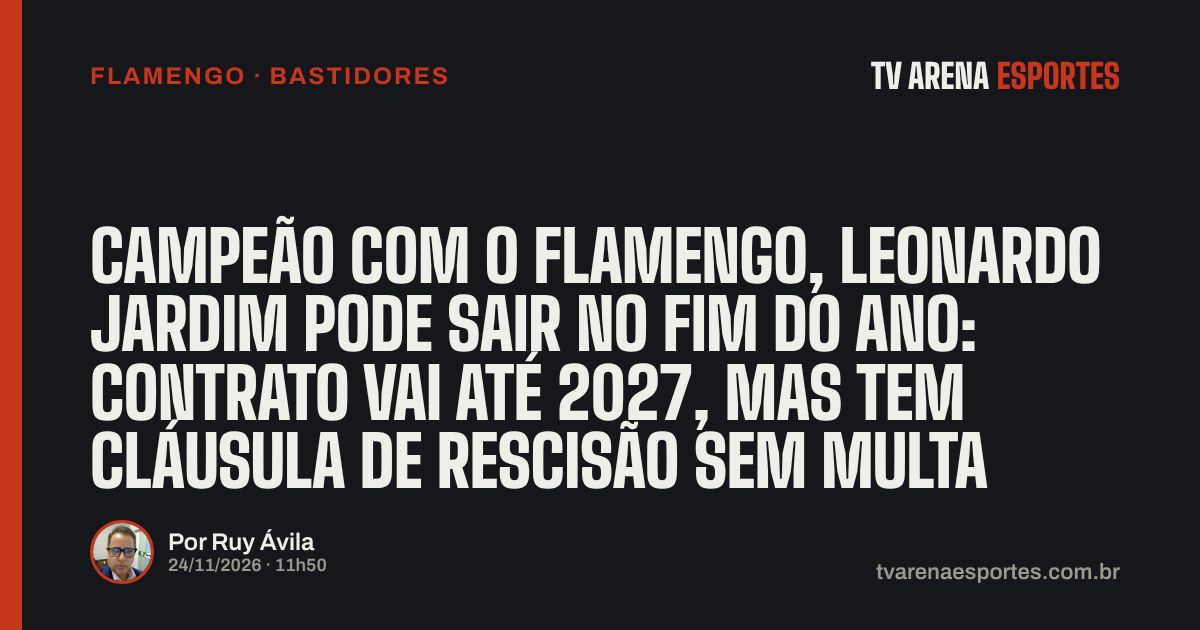 FLAMENGO · BASTIDORES
TV ARENA ESPORTES
CAMPEÃO COM O FLAMENGO, LEONARDO
JARDIM PODE SAIR NO FIM DO ANO:
CONTRATO VAI ATÉ 2027, MAS TEM
CLÁUSULA DE RESCISÃO SEM MULTA
Por Ruy Ávila
24/11/2026 · 11h50
tvarenaesportes.com.br